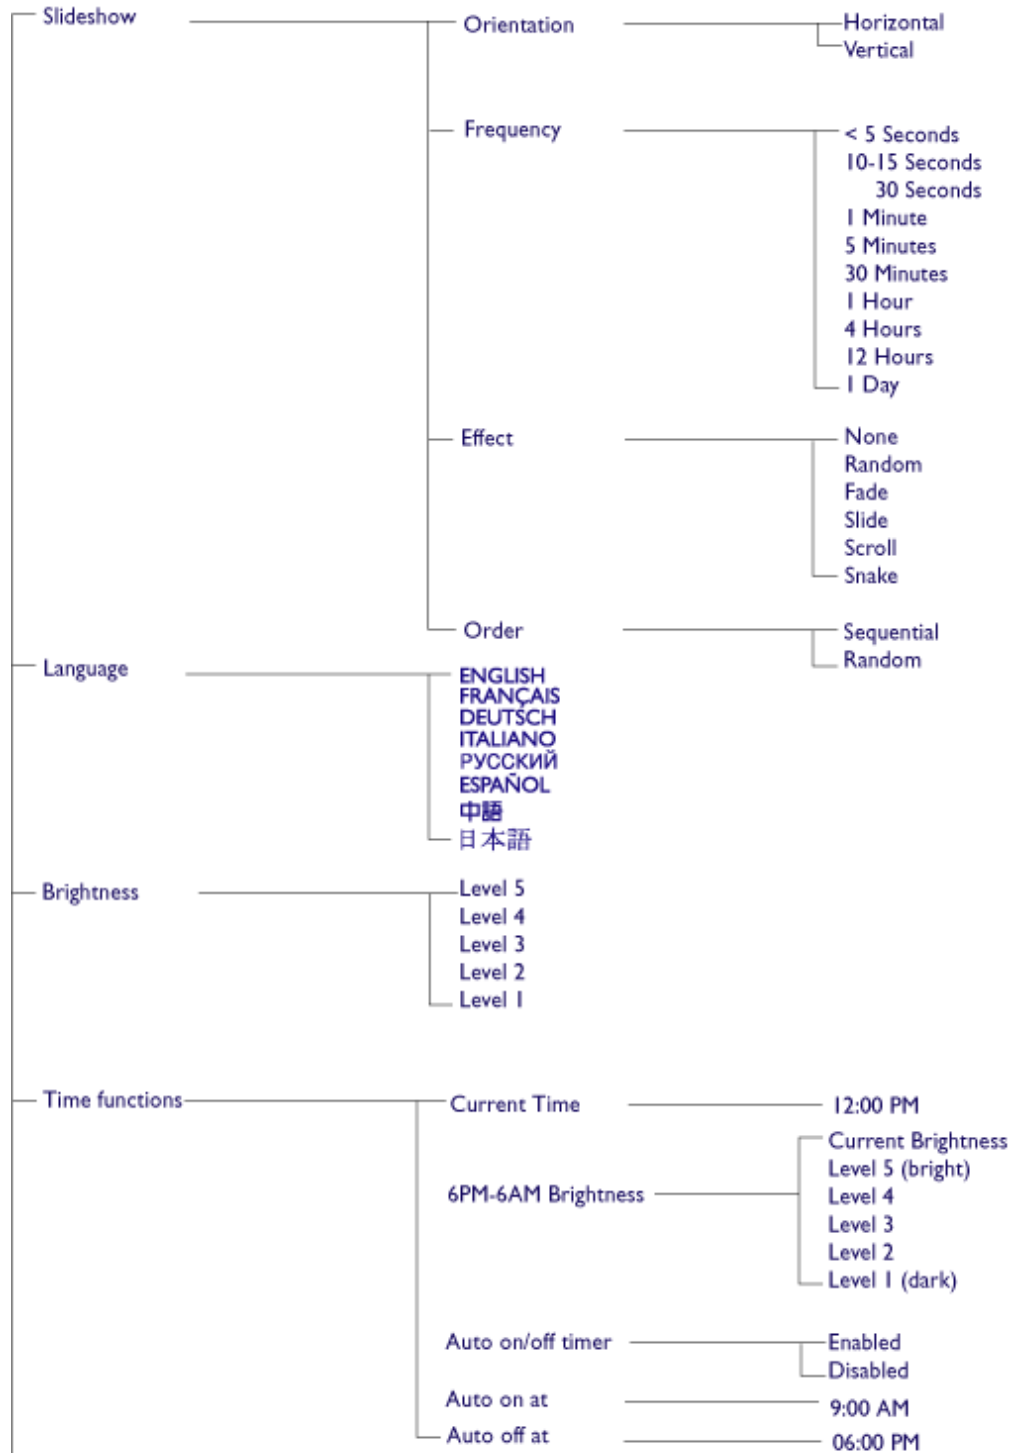 Slideshow
Orientation
Horizontal
Vertical
Frequency
< 5 Seconds
10-15 Seconds
30 Seconds
1 Minute
5 Minutes
30 Minutes
1 Hour
4 Hours
12 Hours
1 Day
Effect
None
Random
Fade
Slide
Scroll
Snake
Order
Sequential
Random
Language
ENGLISH
FRANÇAIS
DEUTSCH
ITALIANO
РУССКИЙ
ESPAÑOL
中語
日本語
Brightness
Level 5
Level 4
Level 3
Level 2
Level 1
Time functions
Current Time
12:00 PM
6PM-6AM Brightness
Current Brightness
Level 5 (bright)
Level 4
Level 3
Level 2
Level 1 (dark)
Auto on/off timer
Enabled
Disabled
Auto on at
9:00 AM
Auto off at
06:00 PM